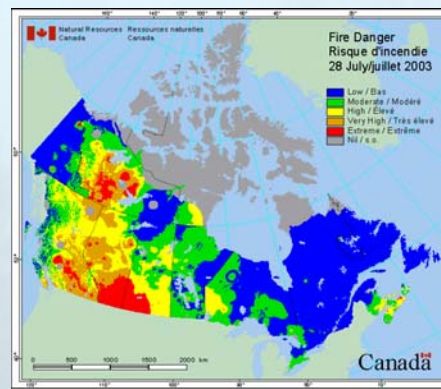 Natural Resources Ressources naturelles
Canada Canada
Fire Danger
Risque d'incendie
28 July/juillet 2003
Low / Bas
Moderate / Modéré
High / Élevé
Very High / Très élevé
Extreme / Extrême
Nil / s.o.
0 500 1000 1500 2000 km
Canada